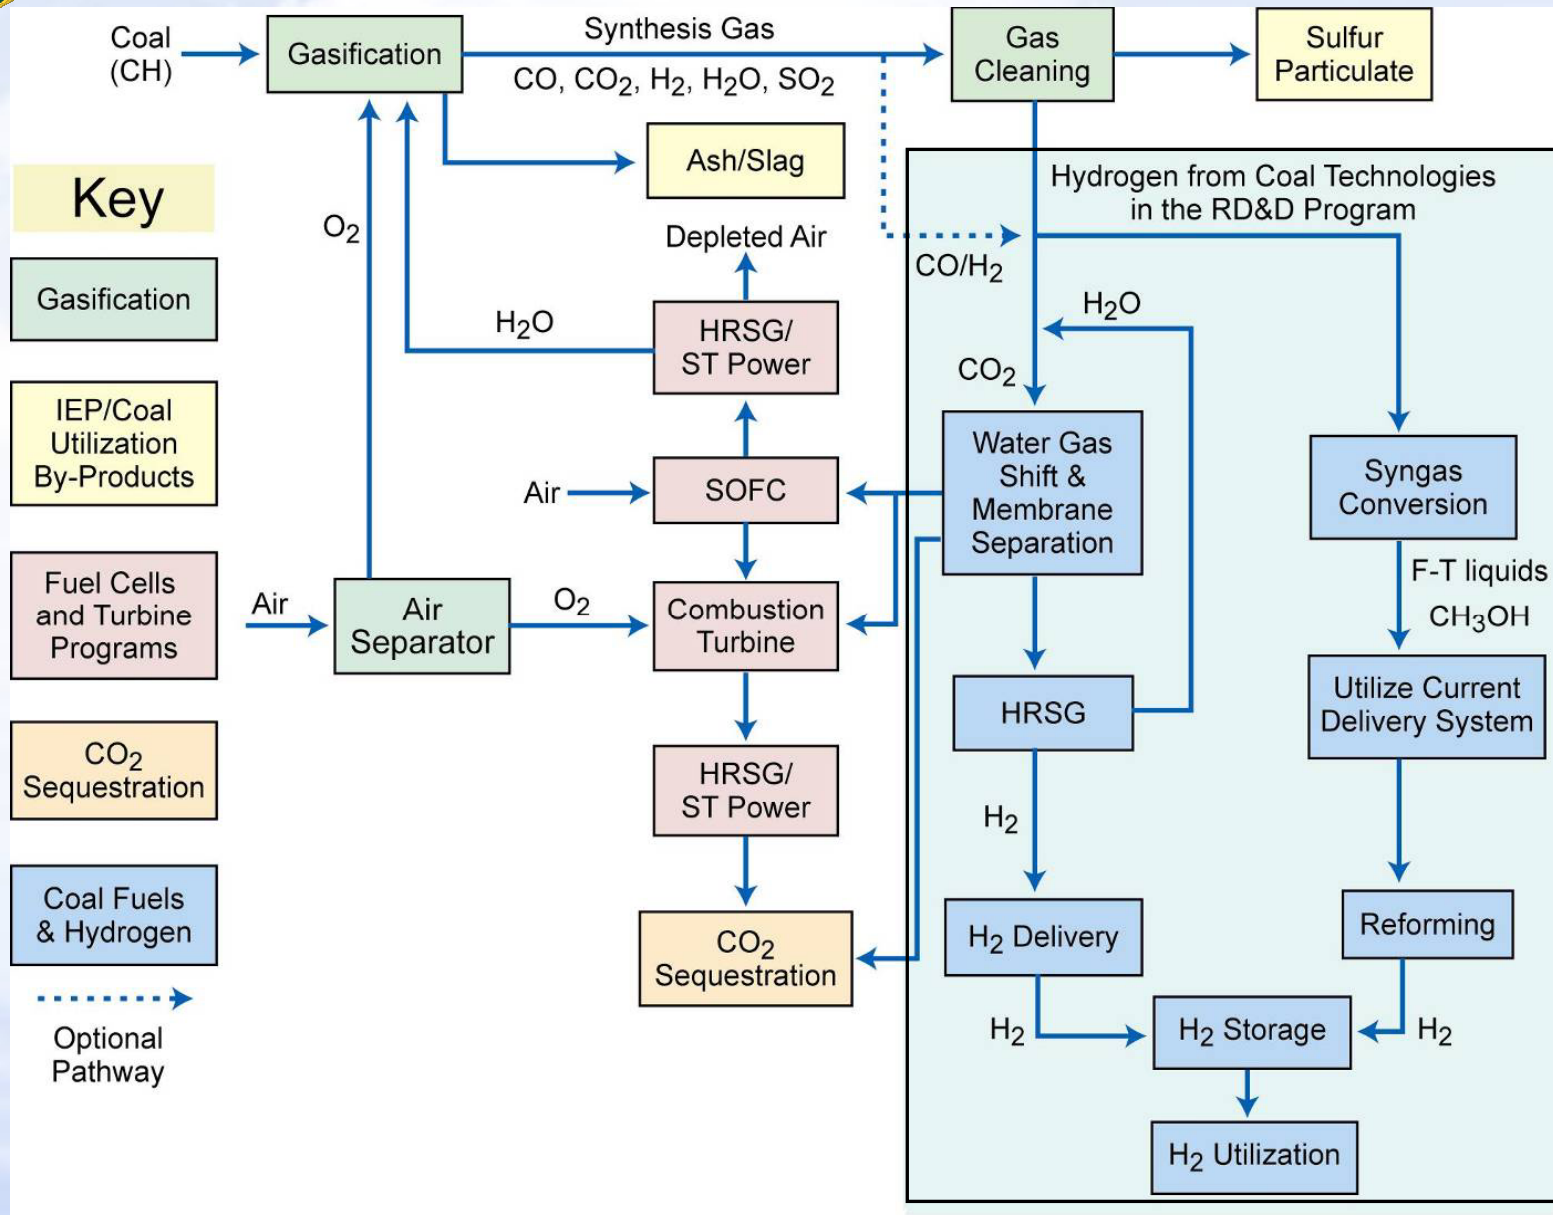 Coal
(CH)
Gasification
Synthesis Gas
CO, CO₂, H₂, H₂O, SO₂
Gas
Cleaning
Sulfur
Particulate
Ash/Slag
Key
Gasification
IEP/Coal
Utilization
By-Products
Fuel Cells
and Turbine
Programs
CO₂
Sequestration
Coal Fuels
& Hydrogen
Optional
Pathway
O₂
H₂O
Depleted Air
HRSG/
ST Power
Air
SOFC
Air
Air
Separator
O₂
Combustion
Turbine
HRSG/
ST Power
CO₂
Sequestration
Hydrogen from Coal Technologies
in the RD&D Program
CO/H₂
H₂O
CO₂
Water Gas
Shift &
Membrane
Separation
HRSG
H₂
H₂ Delivery
H₂
Syngas
Conversion
F-T liquids
CH₃OH
Utilize Current
Delivery System
Reforming
H₂
H₂ Storage
H₂ Utilization